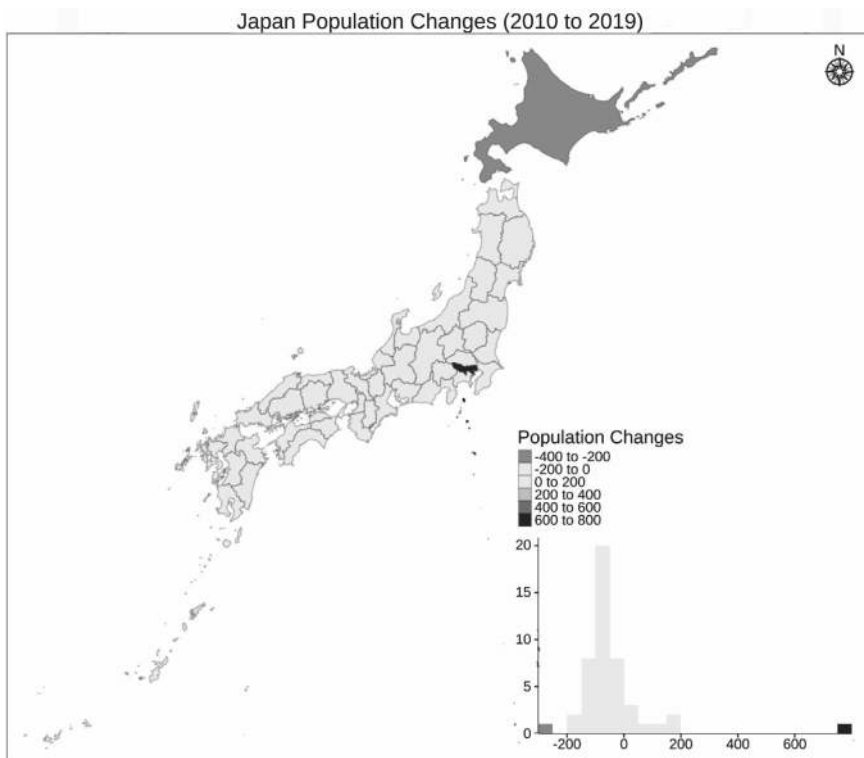 Japan Population Changes (2010 to 2019)
N
Population Changes
-400 to -200
-200 to 0
0 to 200
200 to 400
400 to 600
600 to 800
20
15
10
5
0
-200 0 200 400 600